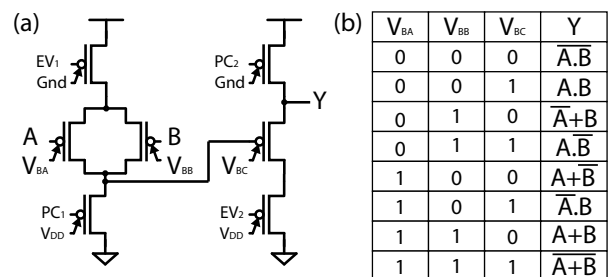 (a)
EV₁
Gnd
PC₂
Gnd
Y
A
V_BA
B
V_BB
V_BC
PC₁
V_DD
EV₂
V_DD
(b)
V_BA V_BB V_BC Y
0 0 0 A̅.̅B̅
0 0 1 A.B
0 1 0 A̅+B
0 1 1 A.B̅
1 0 0 A+B̅
1 0 1 A̅.B
1 1 0 A+B
1 1 1 A̅+̅B̅